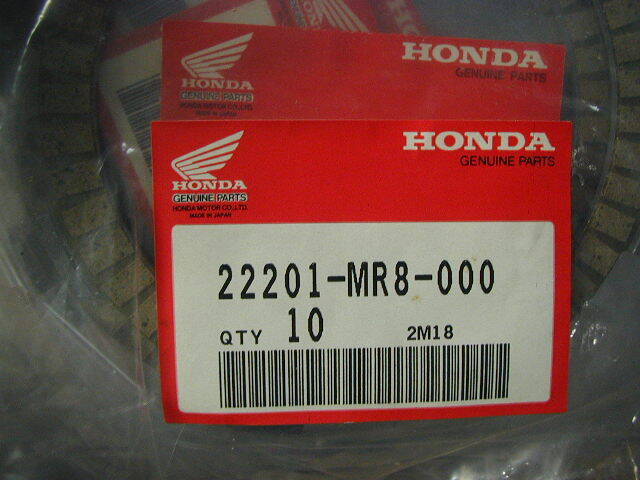 HONDA
HONDA
GENUINE PARTS
GENUINE PARTS
HONDA MOTOR CO.,LTD.
MADE IN JAPAN
HONDA
GENUINE PARTS
HONDA
GENUINE PARTS
HONDA MOTOR CO.,LTD.
MADE IN JAPAN
22201-MR8-000
QTY 10 2M18